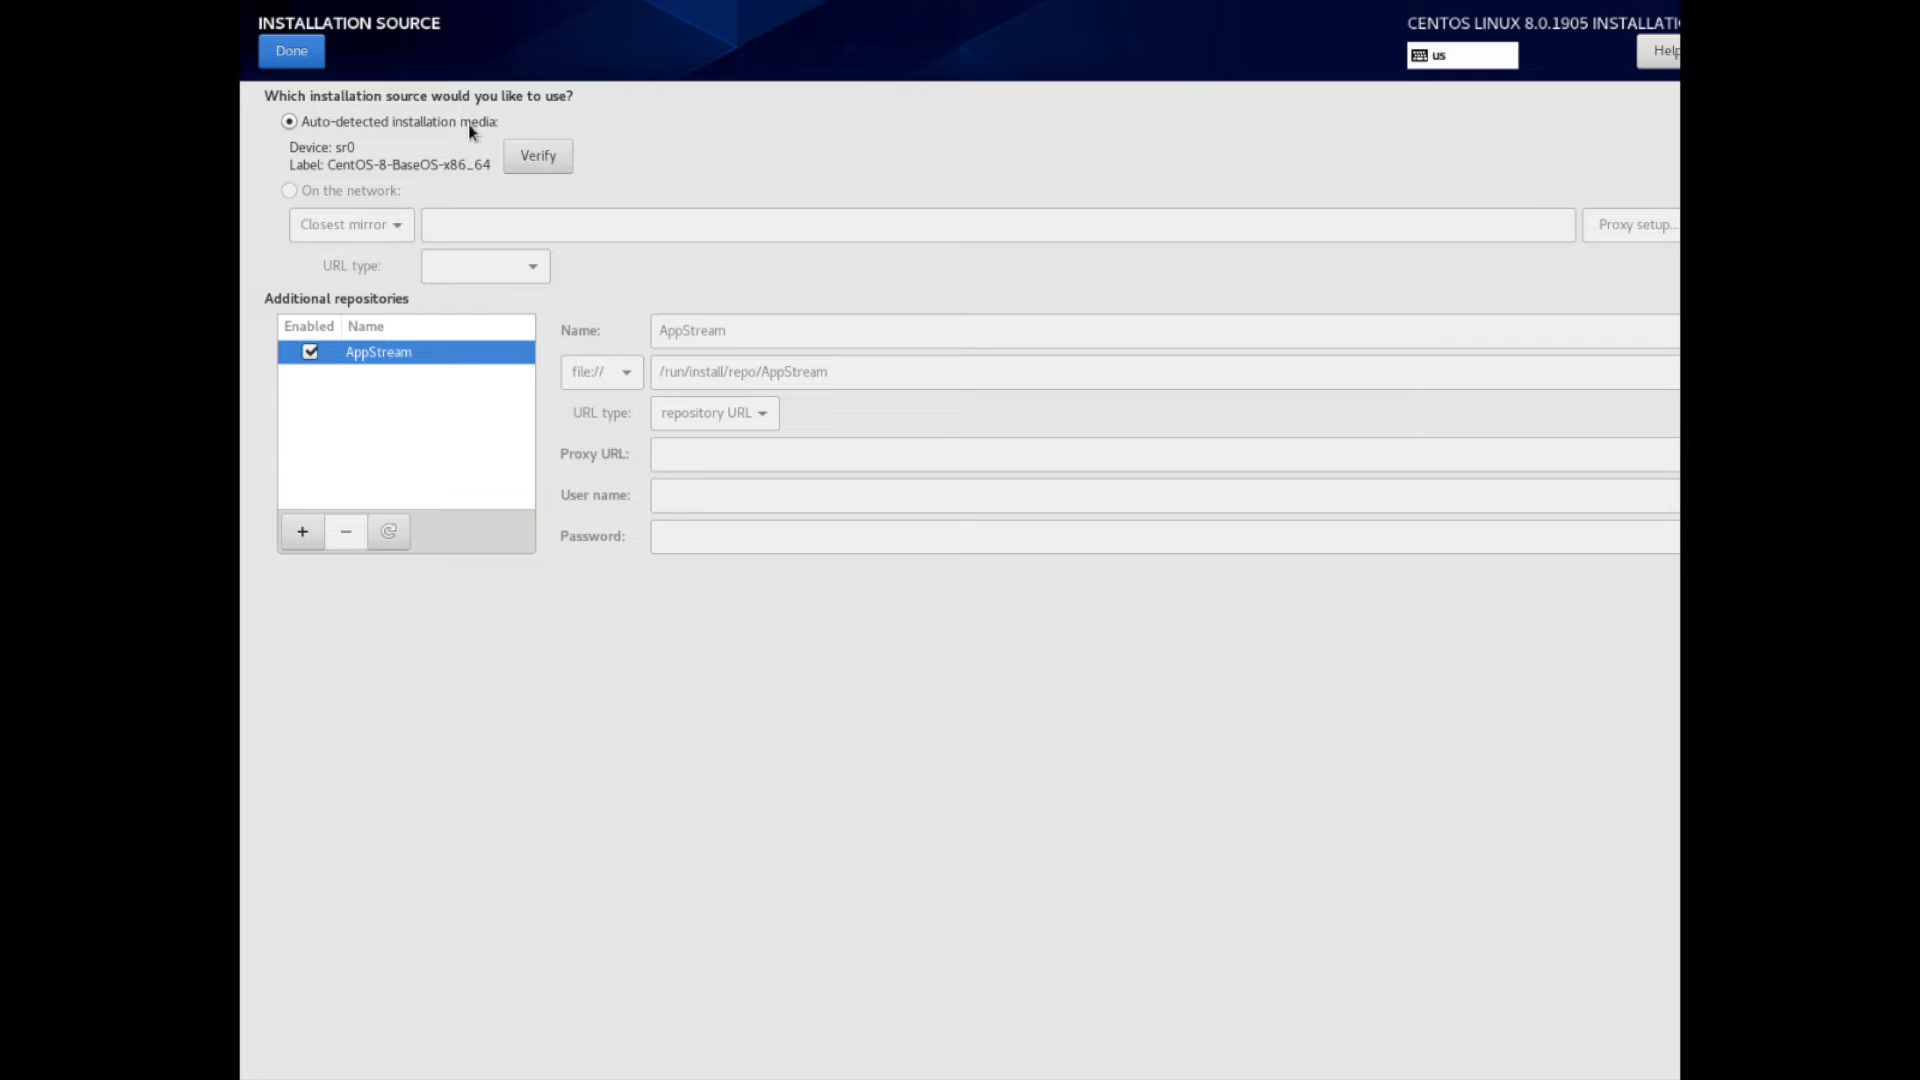 INSTALLATION SOURCE
CENTOS LINUX 8.0.1905 INSTALLATI
Done
us
Help
Which installation source would you like to use?
Auto-detected installation media:
Device: sr0
Label: CentOS-8-BaseOS-x86_64
Verify
On the network:
Closest mirror
Proxy setup...
URL type:
Additional repositories
Enabled Name
AppStream
Name: AppStream
file:// /run/install/repo/AppStream
URL type: repository URL
Proxy URL:
User name:
Password: